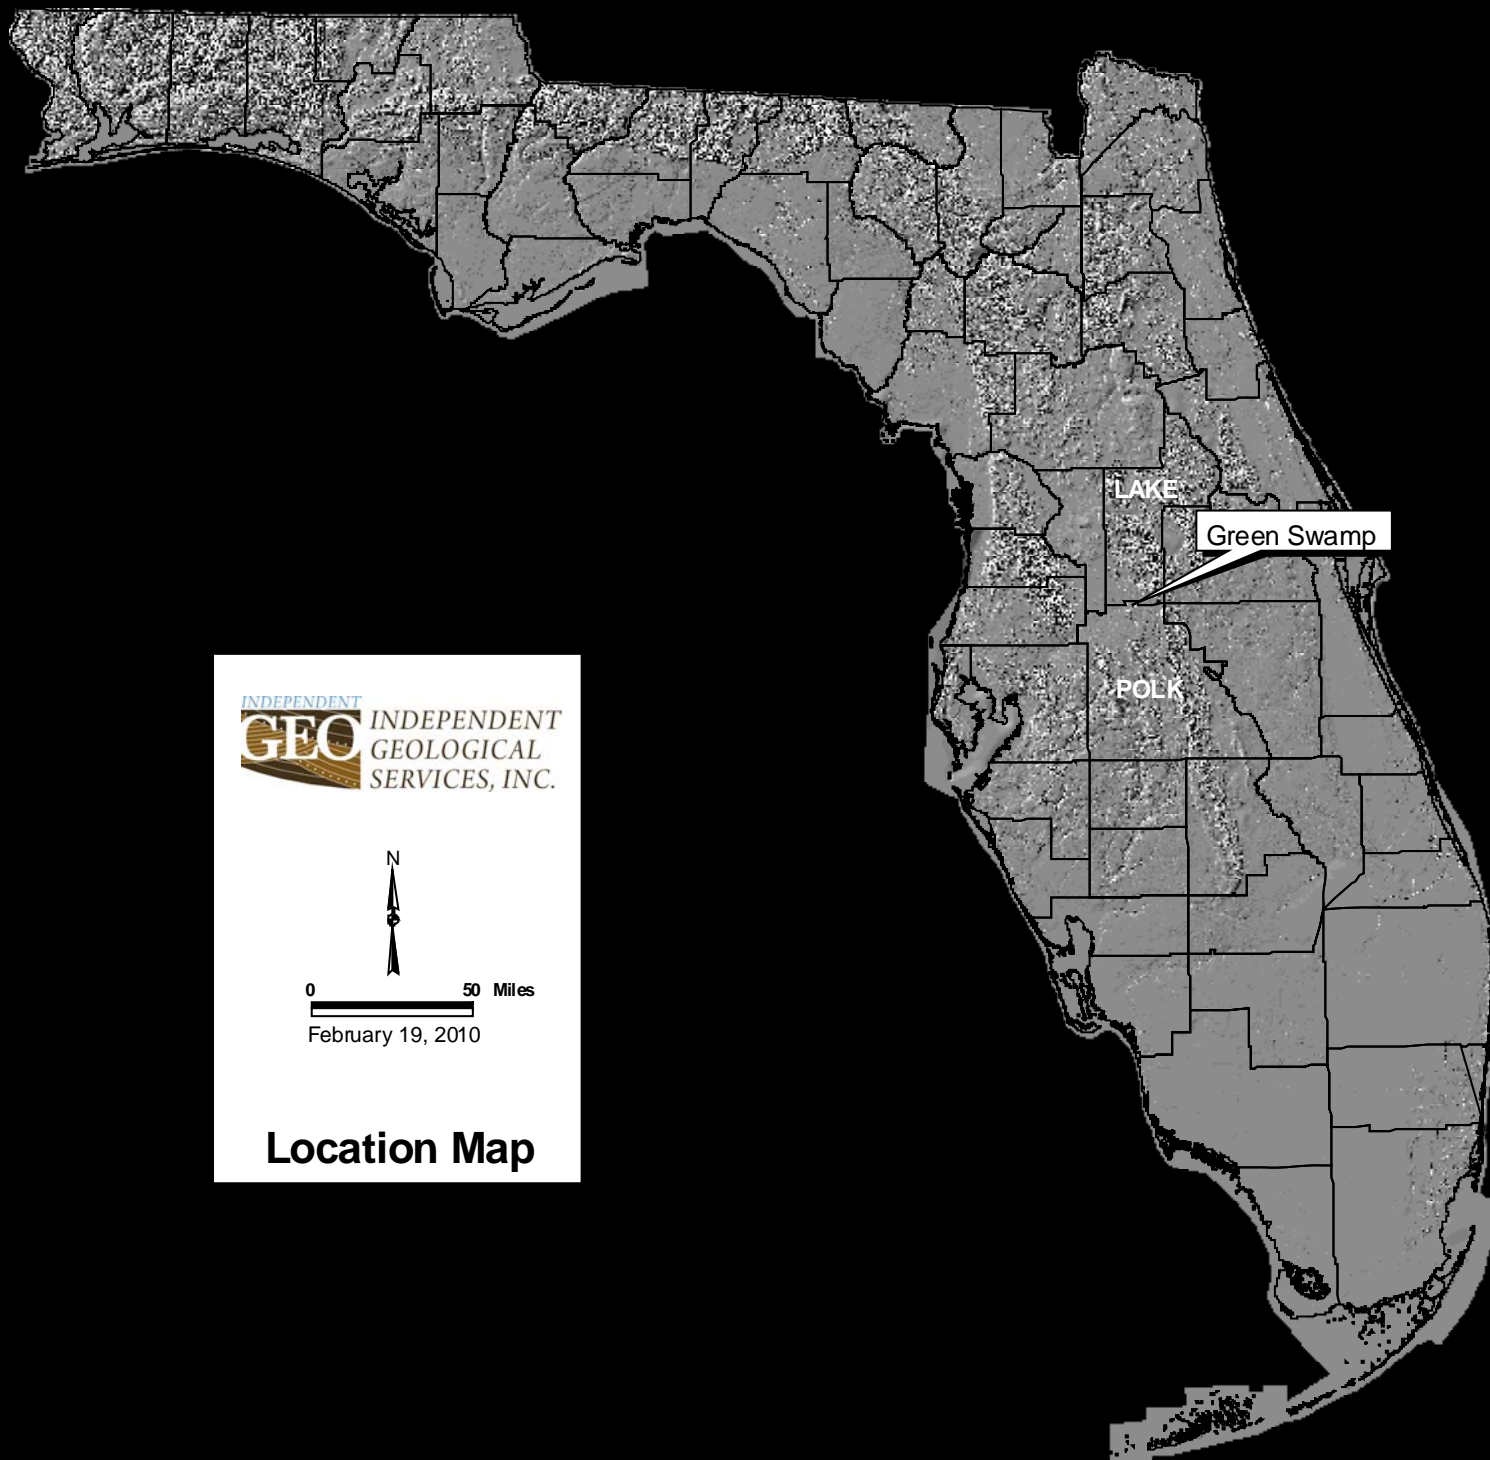 LAKE
Green Swamp
POLK
INDEPENDENT
GEO
INDEPENDENT
GEOLOGICAL
SERVICES, INC.
N
0 50 Miles
February 19, 2010
Location Map